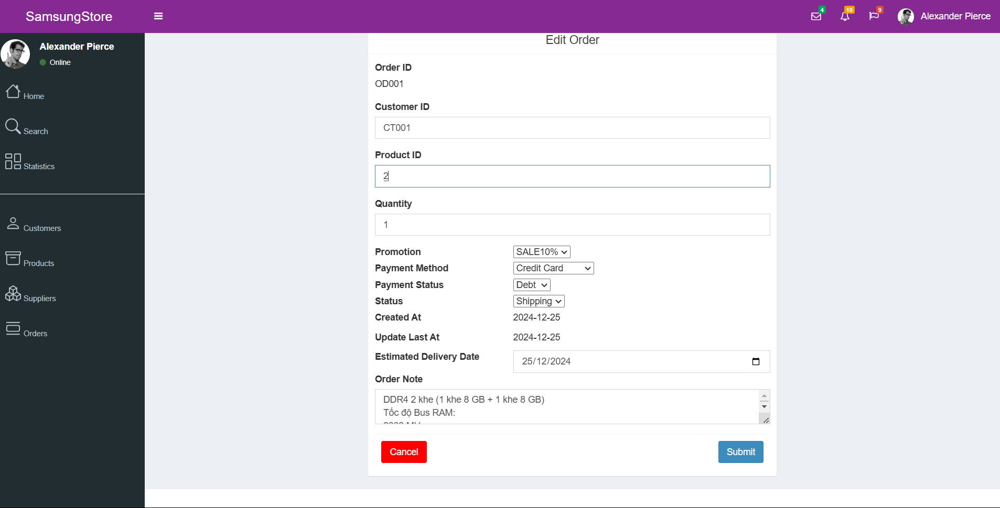 SamsungStore
4
10
9
Alexander Pierce
Alexander Pierce
Online
Home
Search
Statistics
Customers
Products
Suppliers
Orders
Edit Order
Order ID
OD001
Customer ID
CT001
Product ID
2
Quantity
1
Promotion SALE10%
Payment Method Credit Card
Payment Status Debt
Status Shipping
Created At 2024-12-25
Update Last At 2024-12-25
Estimated Delivery Date 25/12/2024
Order Note
DDR4 2 khe (1 khe 8 GB + 1 khe 8 GB)
Tốc độ Bus RAM:
Cancel Submit